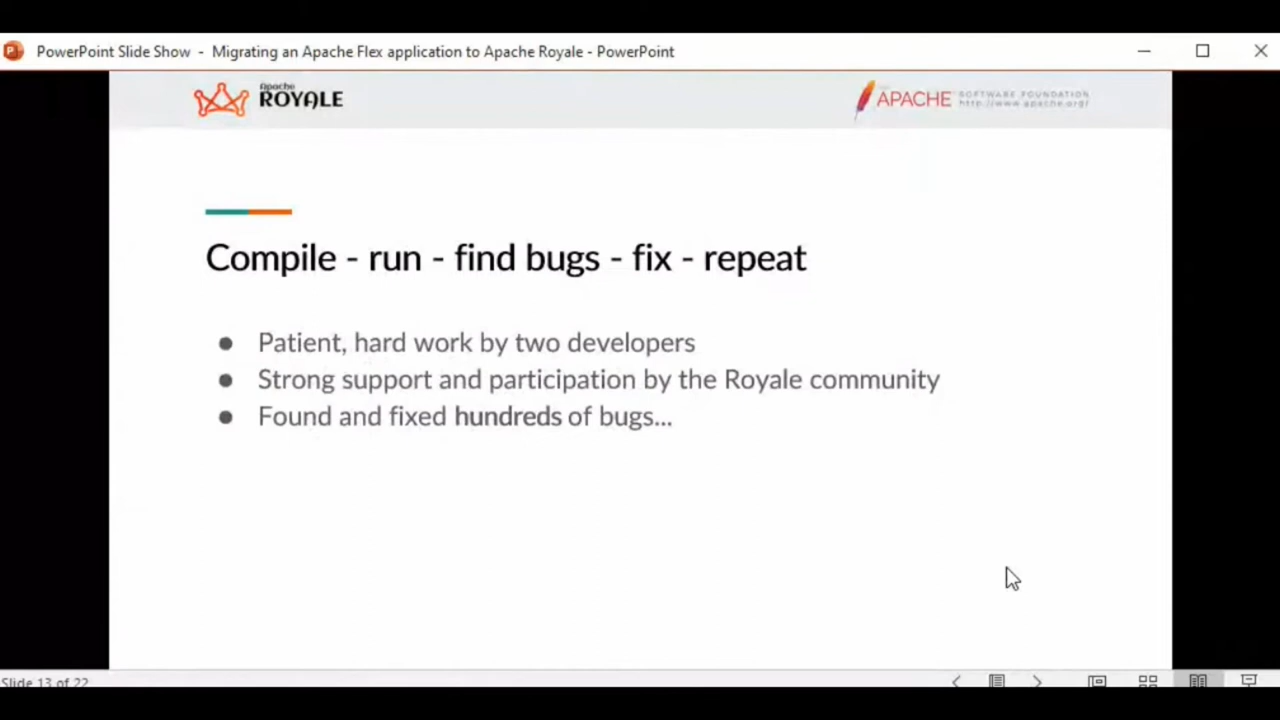 PowerPoint Slide Show - Migrating an Apache Flex application to Apache Royale - PowerPoint
Apache
ROYALE
APACHE
SOFTWARE FOUNDATION
http://www.apache.org/
Compile - run - find bugs - fix - repeat
● Patient, hard work by two developers
● Strong support and participation by the Royale community
● Found and fixed hundreds of bugs...
Slide 13 of 22